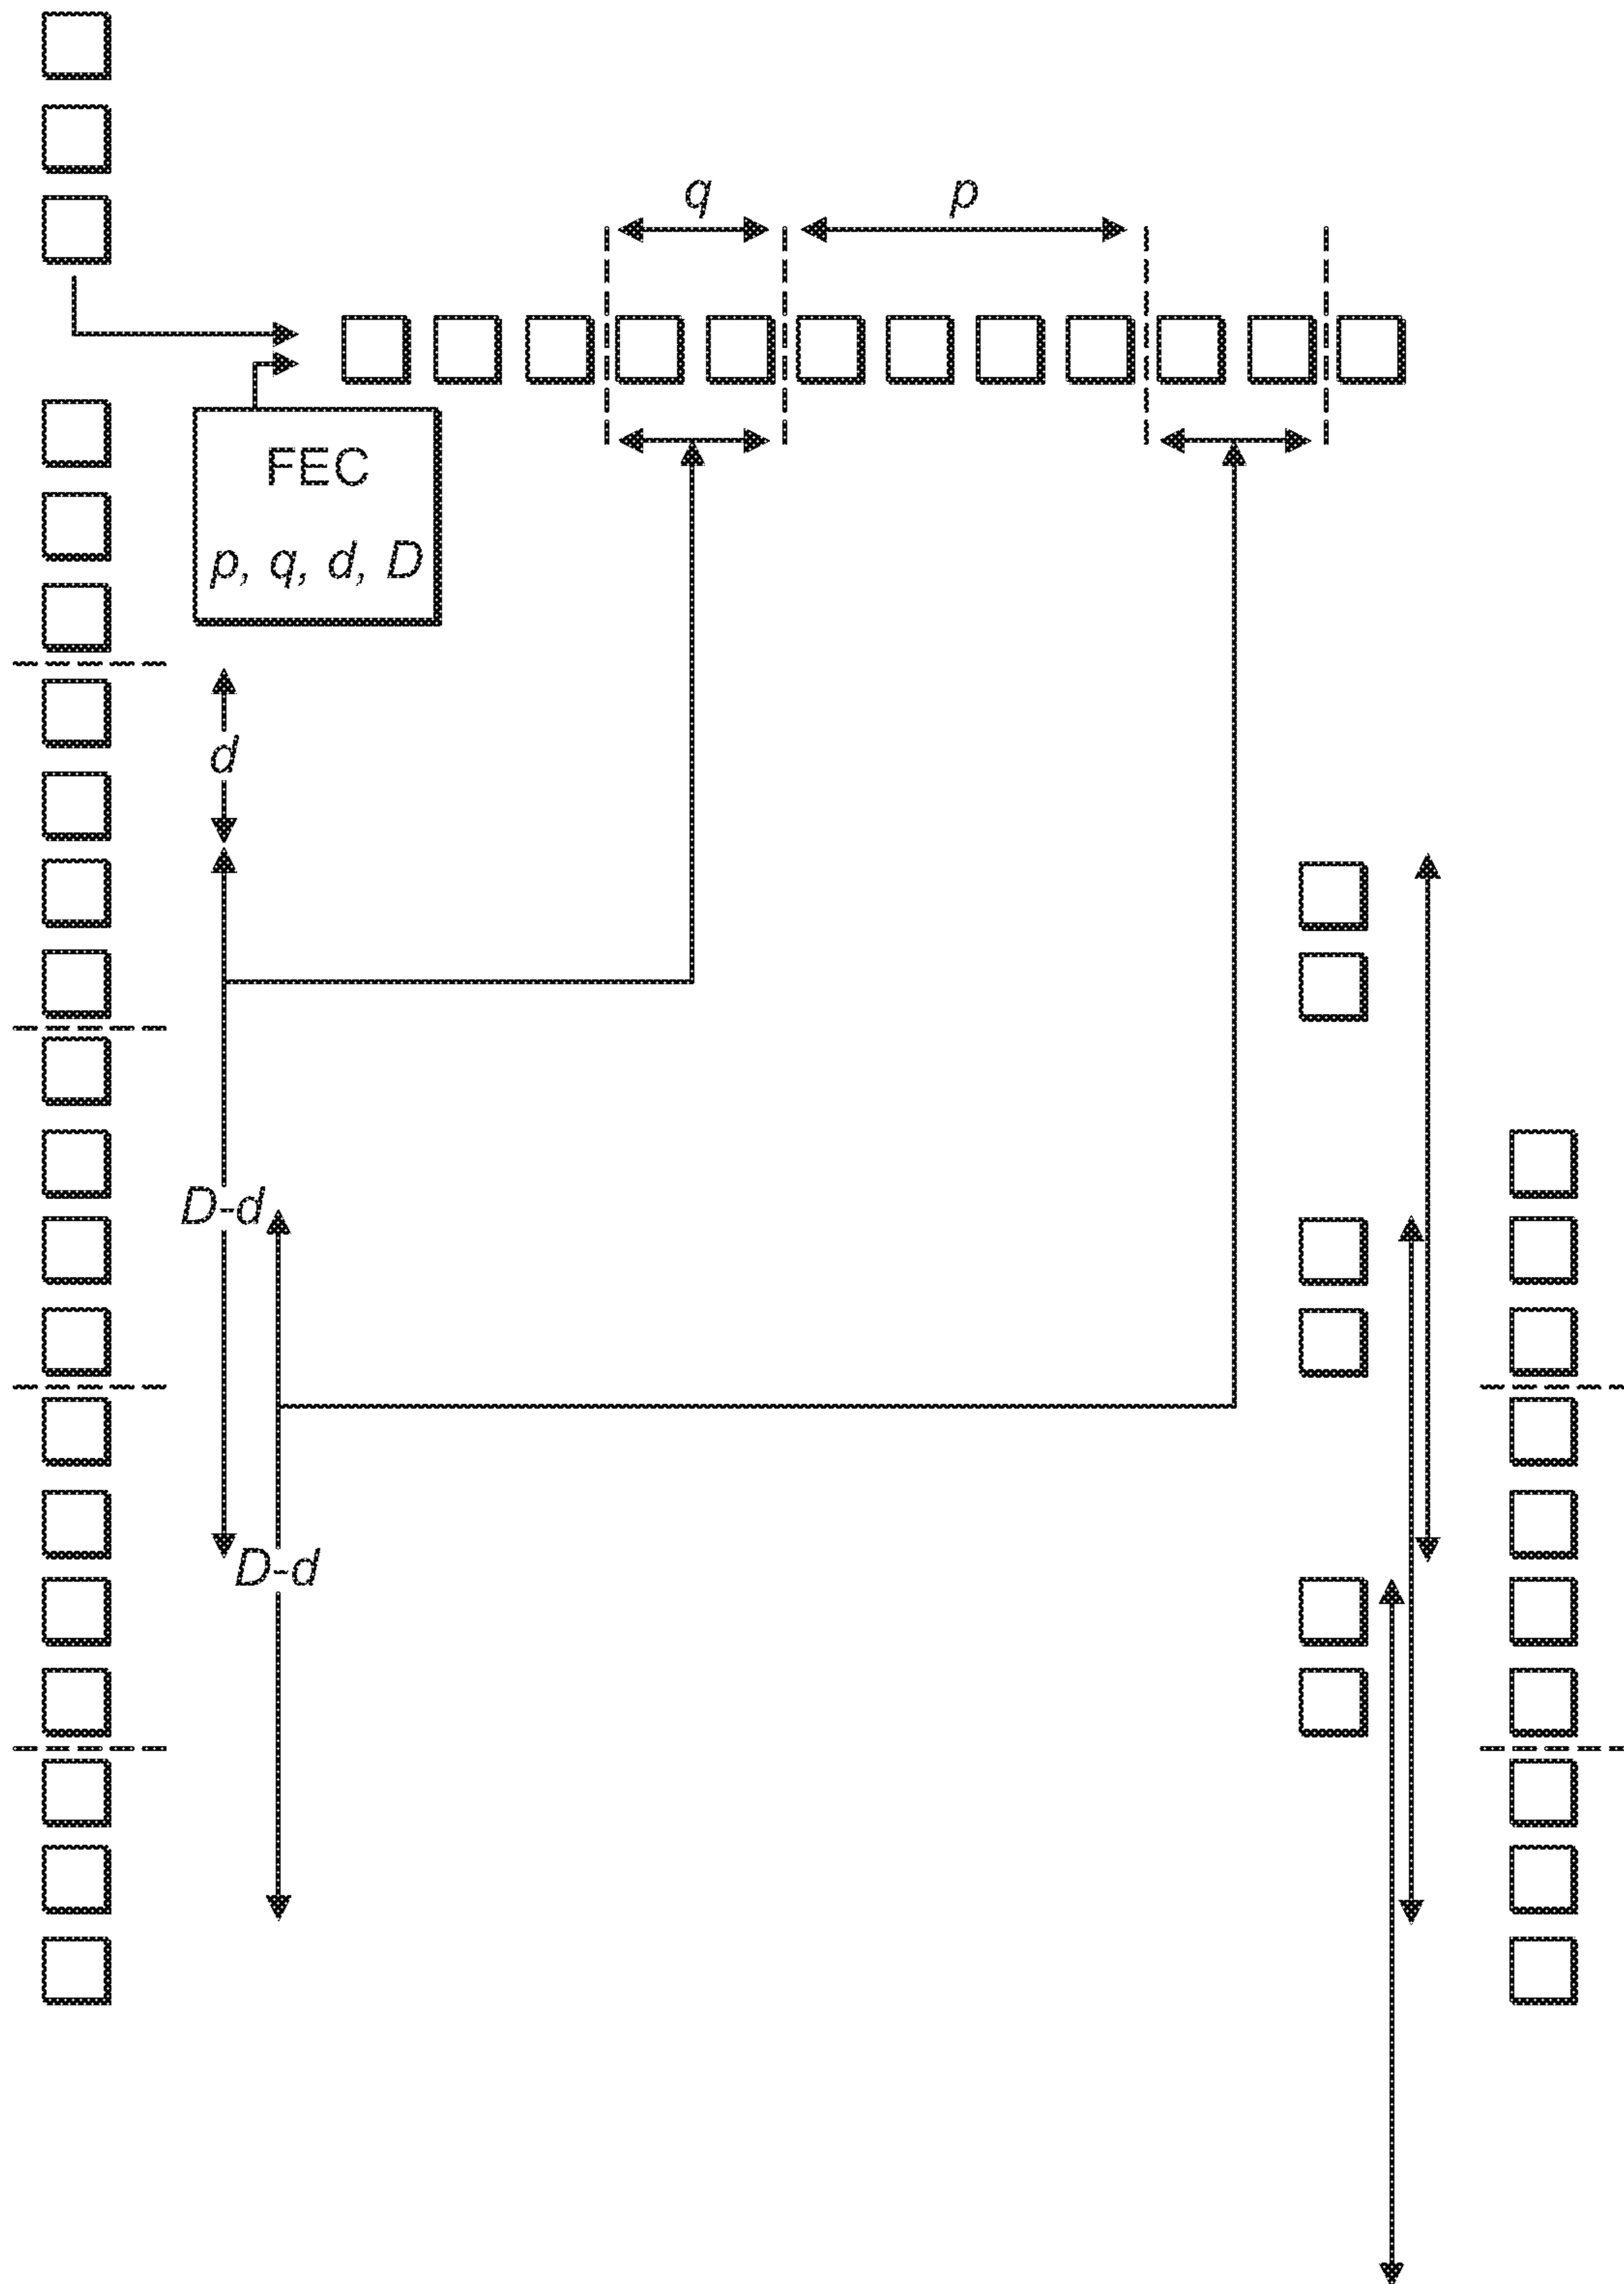 q
p
FEC
p, q, d, D
d
D-d
D-d